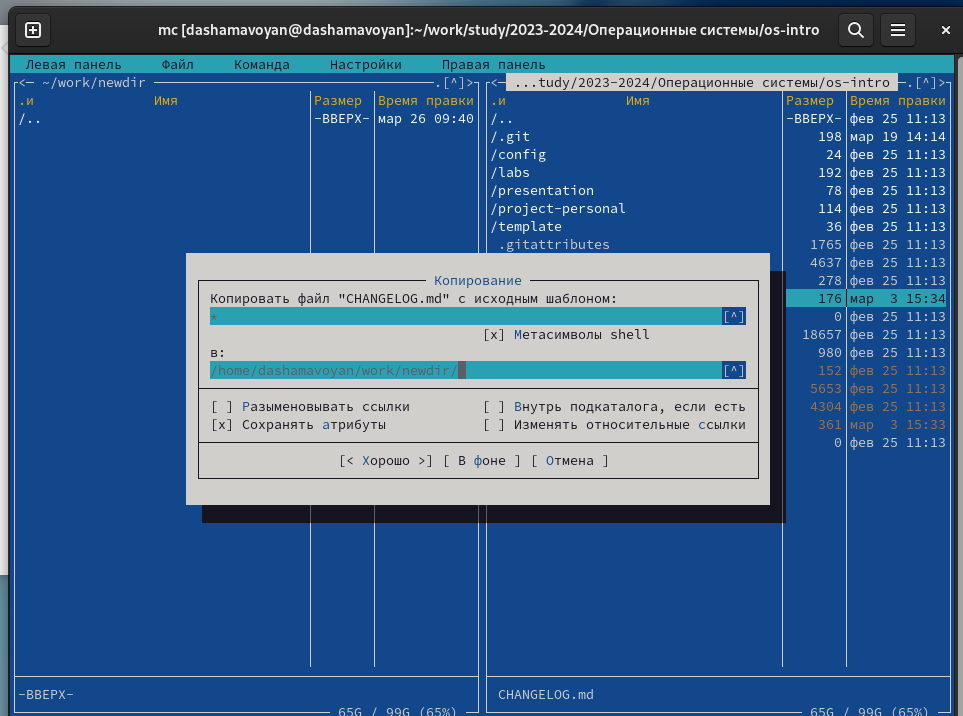 mc [dashamavoyan@dashamavoyan]:~/work/study/2023-2024/Операционные системы/os-intro
Левая панель Файл Команда Настройки Правая панель
<─ ~/work/newdir .[^]>
.и Имя Размер Время правки
/.. -ВВЕРХ- мар 26 09:40
<─ ...tudy/2023-2024/Операционные системы/os-intro .[^]>
.и Имя Размер Время правки
/.. -ВВЕРХ- фев 25 11:13
/.git 198 мар 19 14:14
/config 24 фев 25 11:13
/labs 192 фев 25 11:13
/presentation 78 фев 25 11:13
/project-personal 114 фев 25 11:13
/template 36 фев 25 11:13
.gitattributes 1765 фев 25 11:13
4637 фев 25 11:13
278 фев 25 11:13
176 мар 3 15:34
0 фев 25 11:13
18657 фев 25 11:13
980 фев 25 11:13
152 фев 25 11:13
5653 фев 25 11:13
4304 фев 25 11:13
361 мар 3 15:33
0 фев 25 11:13
Копирование
Копировать файл "CHANGELOG.md" с исходным шаблоном:
* [^]
[x] Метасимволы shell
в:
/home/dashamavoyan/work/newdir/ [^]
[ ] Разыменовывать ссылки [ ] Внутрь подкаталога, если есть
[x] Сохранять атрибуты [ ] Изменять относительные ссылки
[< Хорошо >] [ В фоне ] [ Отмена ]
-ВВЕРХ-
65G / 99G (65%)
CHANGELOG.md
65G / 99G (65%)